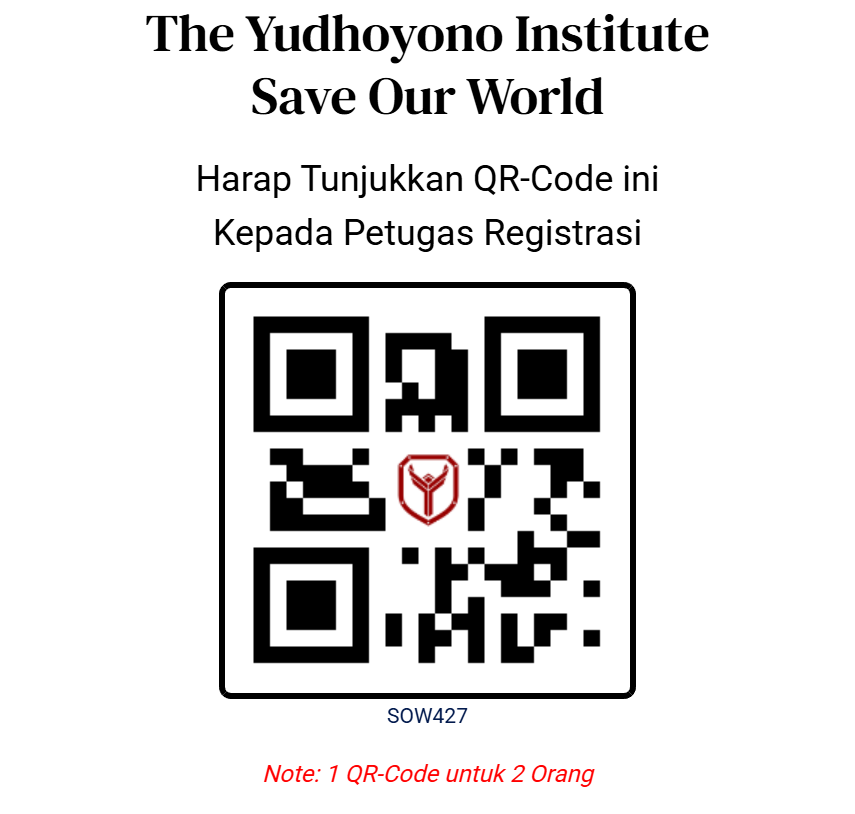 The Yudhoyono Institute
Save Our World
Harap Tunjukkan QR-Code ini
Kepada Petugas Registrasi
SOW427
Note: 1 QR-Code untuk 2 Orang